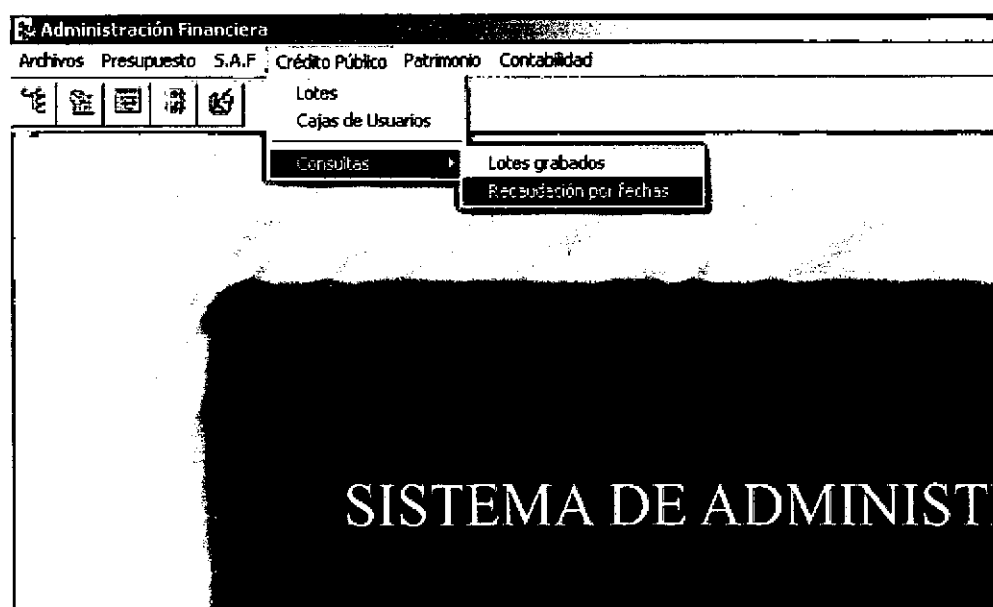 Administración Financiera
Archivos Presupuesto S.A.F Crédito Público Patrimonio Contabilidad
Lotes
Cajas de Usuarios
Consultas
Lotes grabados
Recaudación por fechas
SISTEMA DE ADMINIST